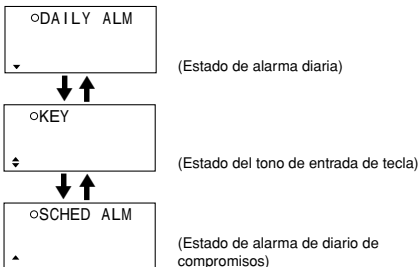 ○DAILY ALM
(Estado de alarma diaria)
○KEY
(Estado del tono de entrada de tecla)
○SCHED ALM
(Estado de alarma de diario de
compromisos)